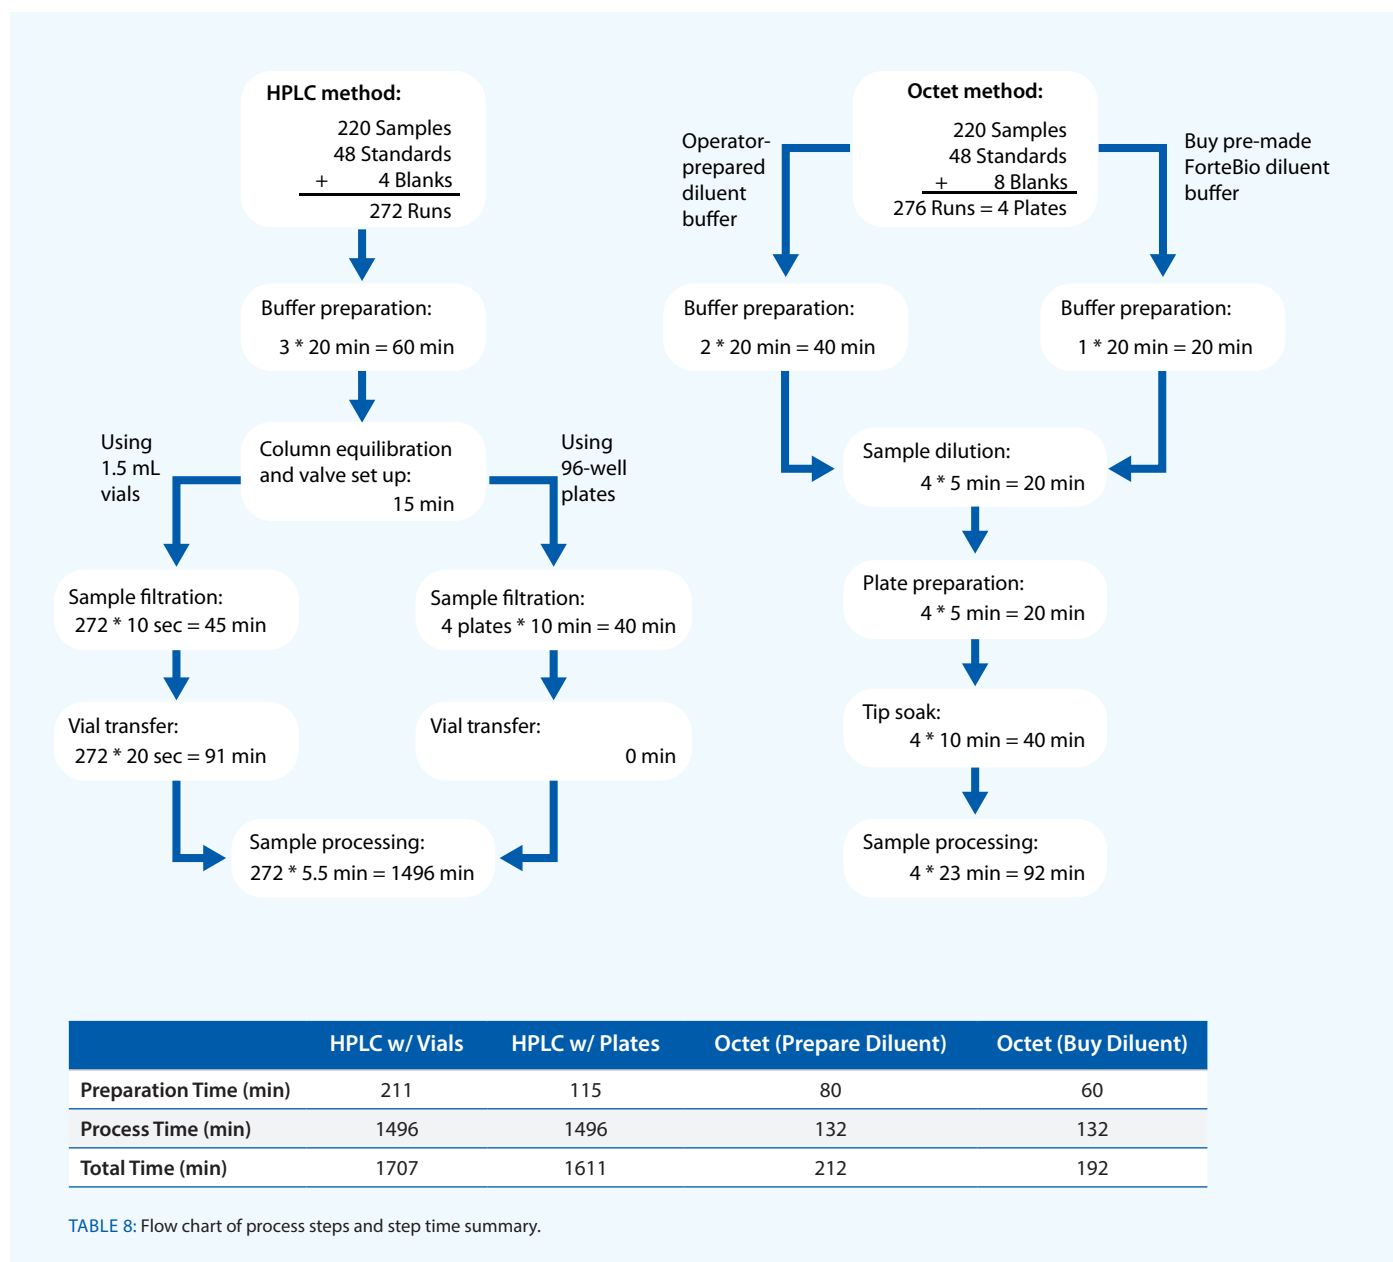 HPLC method:
220 Samples
48 Standards
+ 4 Blanks
272 Runs
Buffer preparation:
3 * 20 min = 60 min
Using
1.5 mL
vials
Column equilibration
and valve set up:
15 min
Using
96-well
plates
Sample filtration:
272 * 10 sec = 45 min
Sample filtration:
4 plates * 10 min = 40 min
Vial transfer:
272 * 20 sec = 91 min
Vial transfer:
0 min
Sample processing:
272 * 5.5 min = 1496 min
Operator-
prepared
diluent
buffer
Octet method:
220 Samples
48 Standards
+ 8 Blanks
276 Runs = 4 Plates
Buy pre-made
ForteBio diluent
buffer
Buffer preparation:
2 * 20 min = 40 min
Buffer preparation:
1 * 20 min = 20 min
Sample dilution:
4 * 5 min = 20 min
Plate preparation:
4 * 5 min = 20 min
Tip soak:
4 * 10 min = 40 min
Sample processing:
4 * 23 min = 92 min
HPLC w/ Vials HPLC w/ Plates Octet (Prepare Diluent) Octet (Buy Diluent)
Preparation Time (min) 211 115 80 60
Process Time (min) 1496 1496 132 132
Total Time (min) 1707 1611 212 192
TABLE 8: Flow chart of process steps and step time summary.